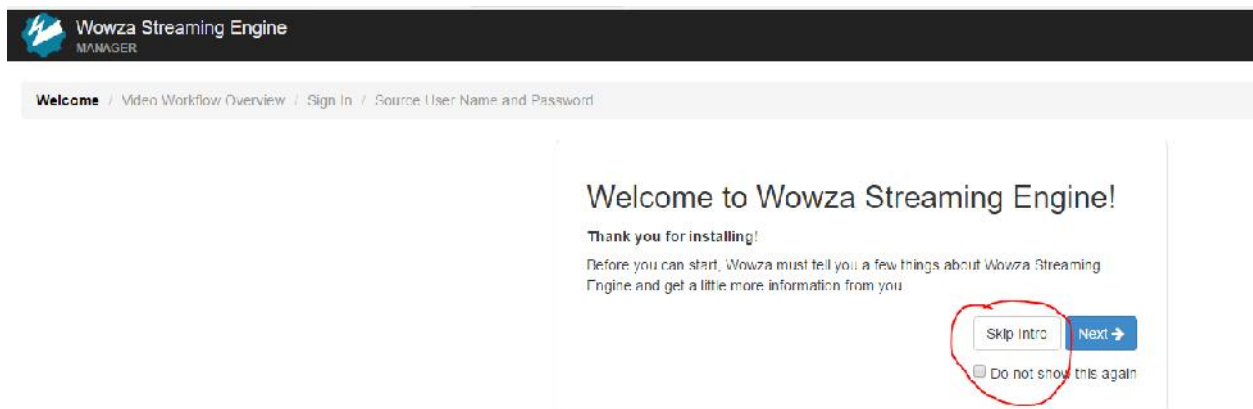 Wowza Streaming Engine
MANAGER
Welcome / Video Workflow Overview / Sign In / Source User Name and Password
Welcome to Wowza Streaming Engine!
Thank you for installing!
Before you can start, Wowza must tell you a few things about Wowza Streaming
Engine and get a little more information from you
Skip Intro Next →
Do not show this again